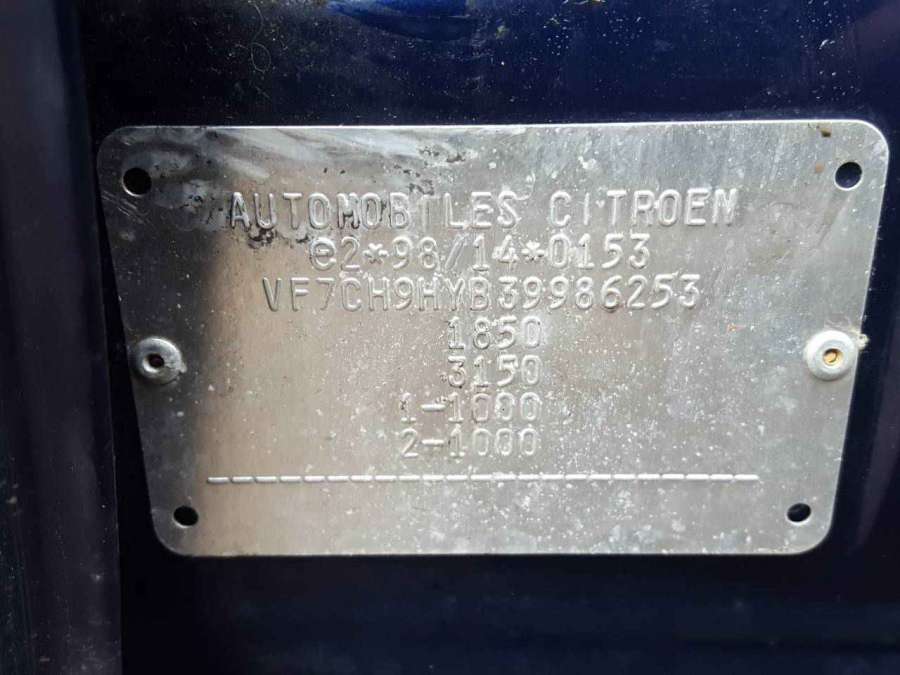 AUTOMOBILES CITROEN
e2*98/14*0153
VF7CH9HYB39986253
1850
3150
1-1000
2-1000